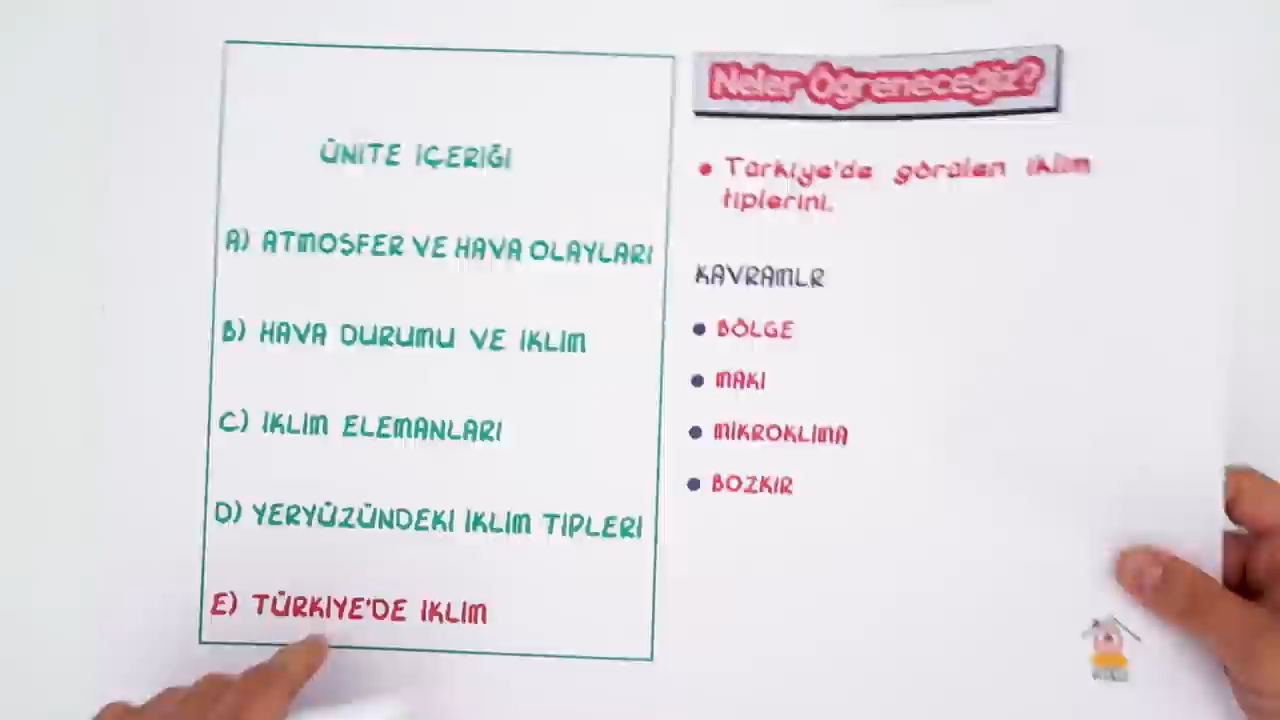 ÜNİTE İÇERİĞİ
A) ATMOSFER VE HAVA OLAYLARI
B) HAVA DURUMU VE İKLİM
C) İKLİM ELEMANLARI
D) YERYÜZÜNDEKİ İKLİM TİPLERİ
E) TÜRKİYE'DE İKLİM
Neler Öğreneceğiz?
• Türkiye'de görülen iklim
tiplerini.
KAVRAMLR
• BÖLGE
• MAKİ
• MİKROKLİMA
• BOZKIR